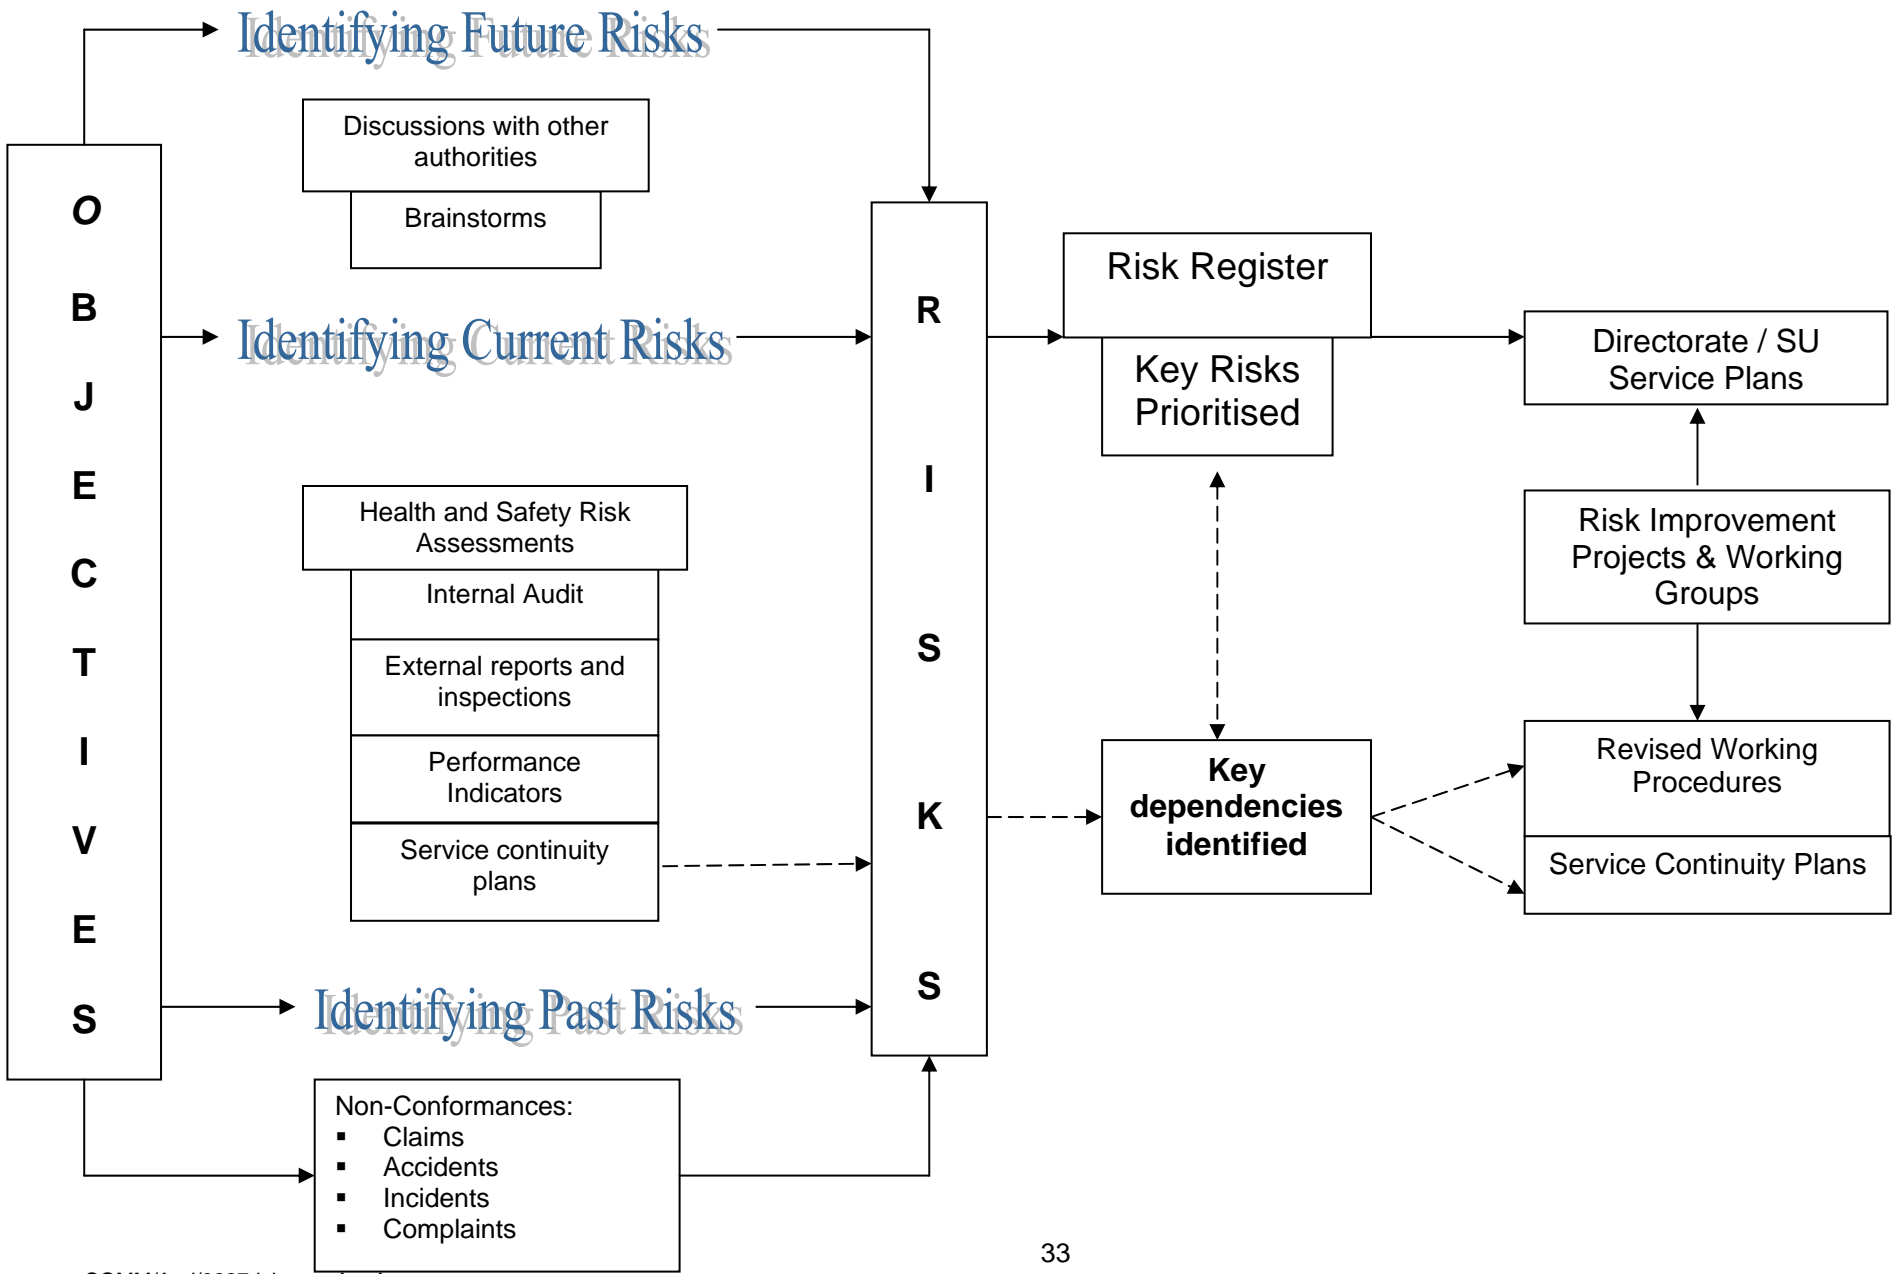 Identifying Future Risks
Discussions with other
authorities
Brainstorms
O
B
J
E
C
T
I
V
E
S
Identifying Current Risks
Health and Safety Risk
Assessments
Internal Audit
External reports and
inspections
Performance
Indicators
Service continuity
plans
Identifying Past Risks
Non-Conformances:
▪ Claims
▪ Accidents
▪ Incidents
▪ Complaints
R
I
S
K
S
Risk Register
Key Risks
Prioritised
Key
dependencies
identified
Directorate / SU
Service Plans
Risk Improvement
Projects & Working
Groups
Revised Working
Procedures
Service Continuity Plans
33